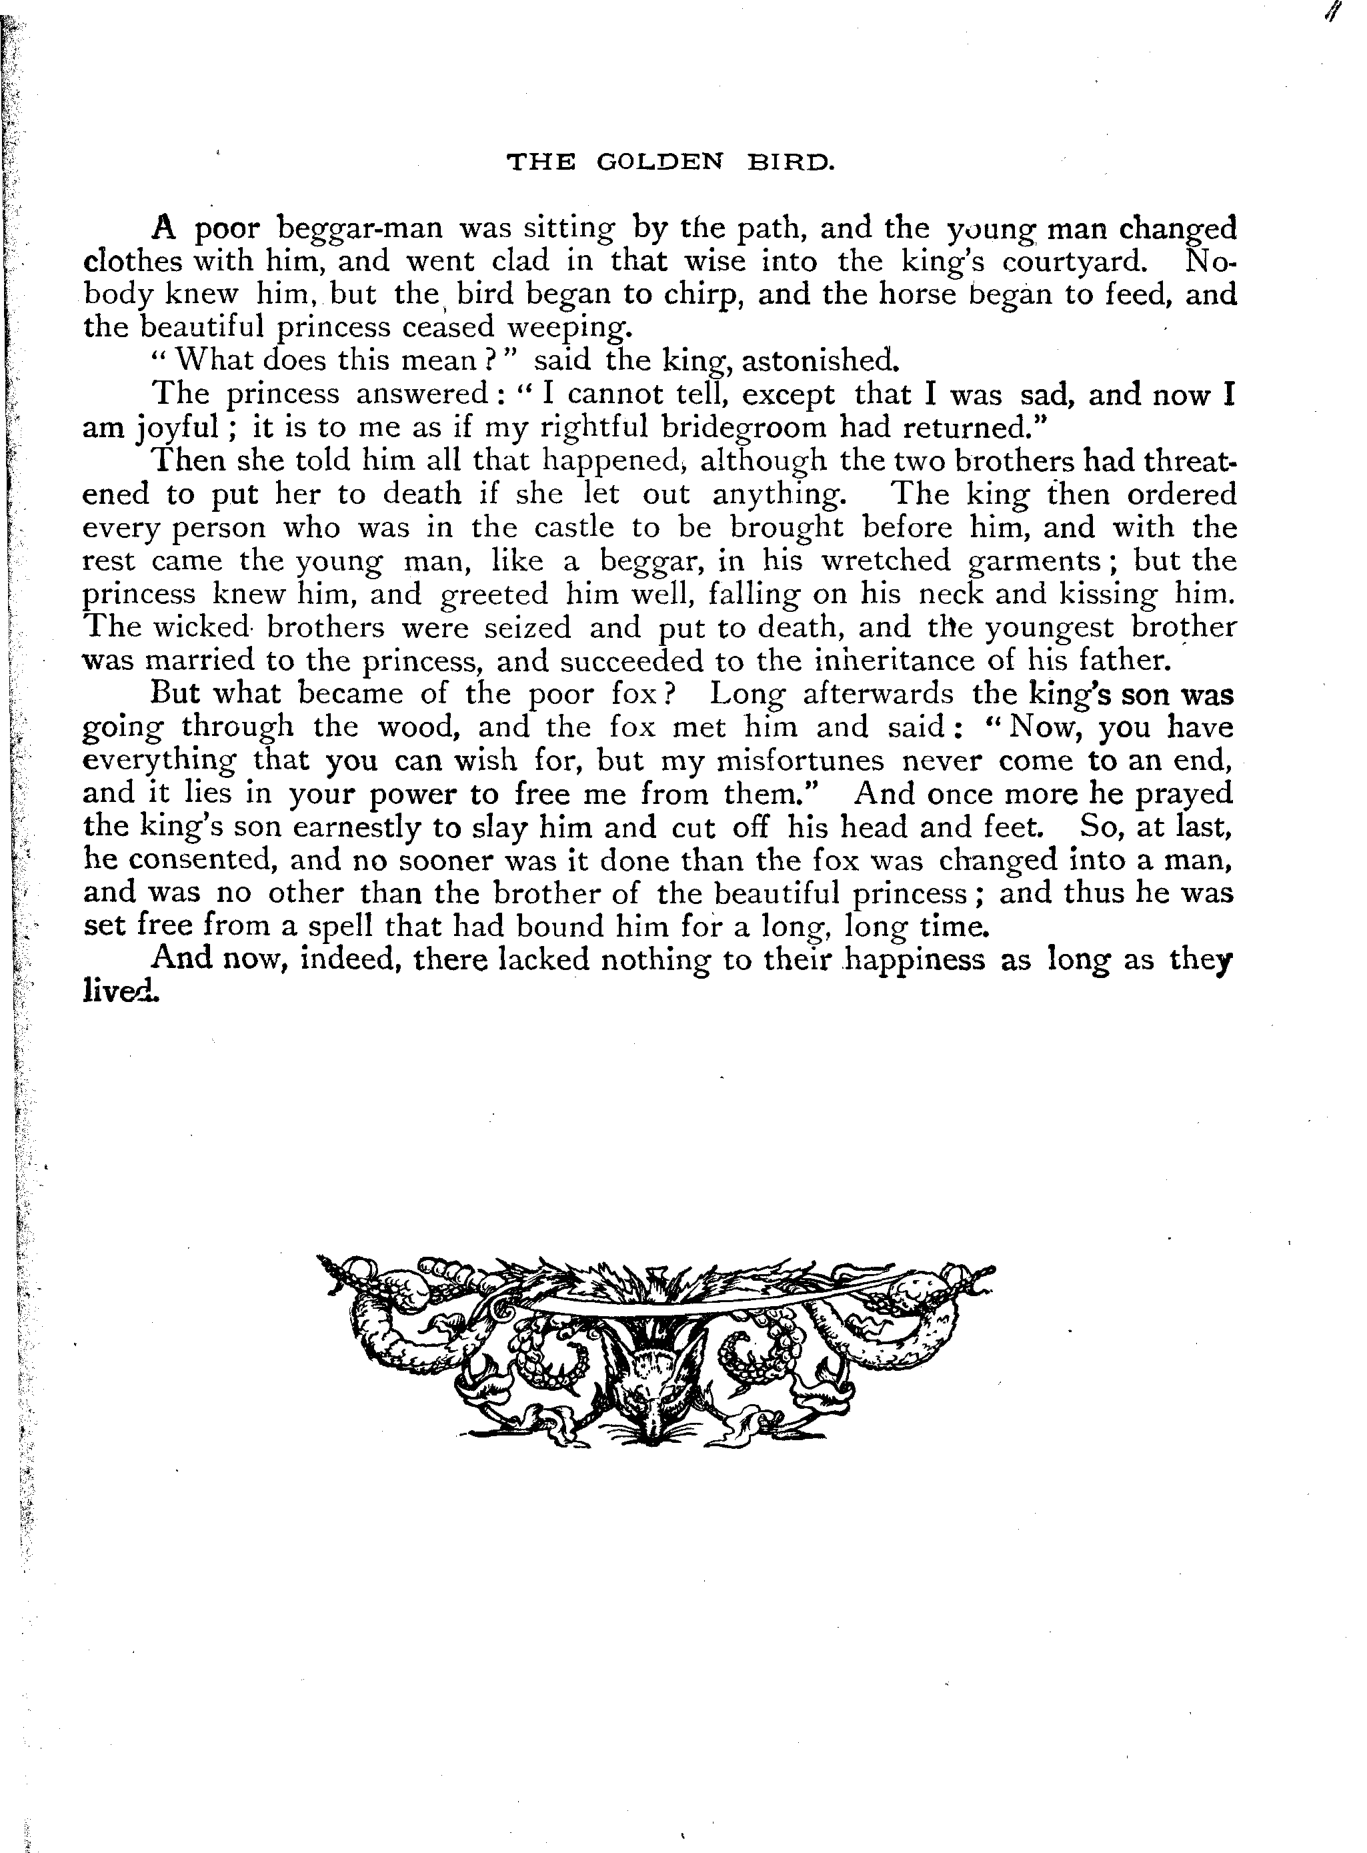 THE GOLDEN BIRD.
A poor beggar-man was sitting by the path, and the young man changed
clothes with him, and went clad in that wise into the king's courtyard. No-
body knew him, but the bird began to chirp, and the horse began to feed, and
the beautiful princess ceased weeping.
" What does this mean ? " said the king, astonished.
The princess answered : " I cannot tell, except that I was sad, and now I
am joyful ; it is to me as if my rightful bridegroom had returned."
Then she told him all that happened, although the two brothers had threat-
ened to put her to death if she let out anything. The king then ordered
every person who was in the castle to be brought before him, and with the
rest came the young man, like a beggar, in his wretched garments ; but the
princess knew him, and greeted him well, falling on his neck and kissing him.
The wicked brothers were seized and put to death, and the youngest brother
was married to the princess, and succeeded to the inheritance of his father.
But what became of the poor fox ? Long afterwards the king's son was
going through the wood, and the fox met him and said : " Now, you have
everything that you can wish for, but my misfortunes never come to an end,
and it lies in your power to free me from them." And once more he prayed
the king's son earnestly to slay him and cut off his head and feet. So, at last,
he consented, and no sooner was it done than the fox was changed into a man,
and was no other than the brother of the beautiful princess ; and thus he was
set free from a spell that had bound him for a long, long time.
And now, indeed, there lacked nothing to their happiness as long as they
lived.